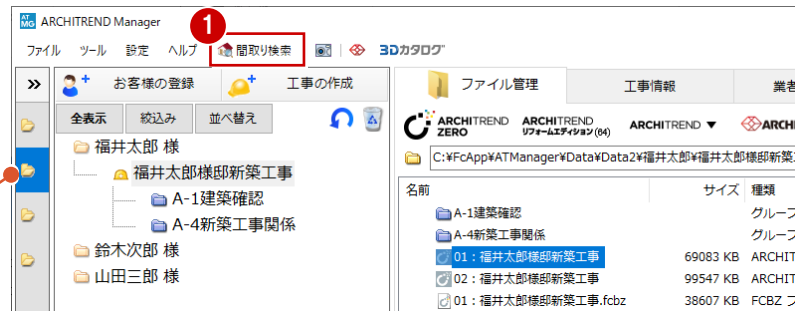 ARCHITREND Manager
1
ファイル ツール 設定 ヘルプ 間取り検索 3Dカタログ
お客様の登録 工事の作成
全表示 絞込み 並べ替え
福井太郎 様
福井太郎様邸新築工事
A-1建築確認
A-4新築工事関係
鈴木次郎 様
山田三郎 様
ファイル管理 工事情報 業者
ARCHITREND ZERO
ARCHITREND リフォームエディション(64)
ARCHITREND ▼
ARCHI
C:¥FcApp¥ATManager¥Data¥Data2¥福井太郎¥福井太郎様邸新築工
名前 サイズ 種類
A-1建築確認 グループ
A-4新築工事関係 グループ
01：福井太郎様邸新築工事 69083 KB ARCHIT
02：福井太郎様邸新築工事 99547 KB ARCHIT
01：福井太郎様邸新築工事.fcbz 38607 KB FCBZ フ